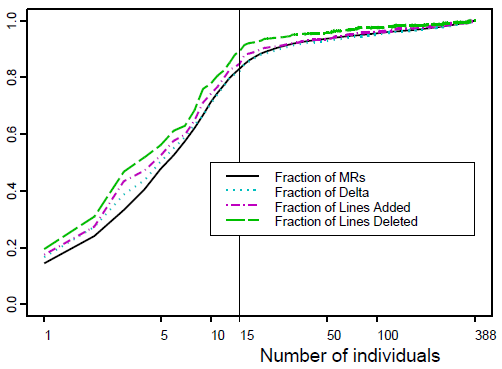 1.0
0.8
0.6
0.4
0.2
0.0
Fraction of MRs
Fraction of Delta
Fraction of Lines Added
Fraction of Lines Deleted
1 5 10 15 50 100 388
Number of individuals